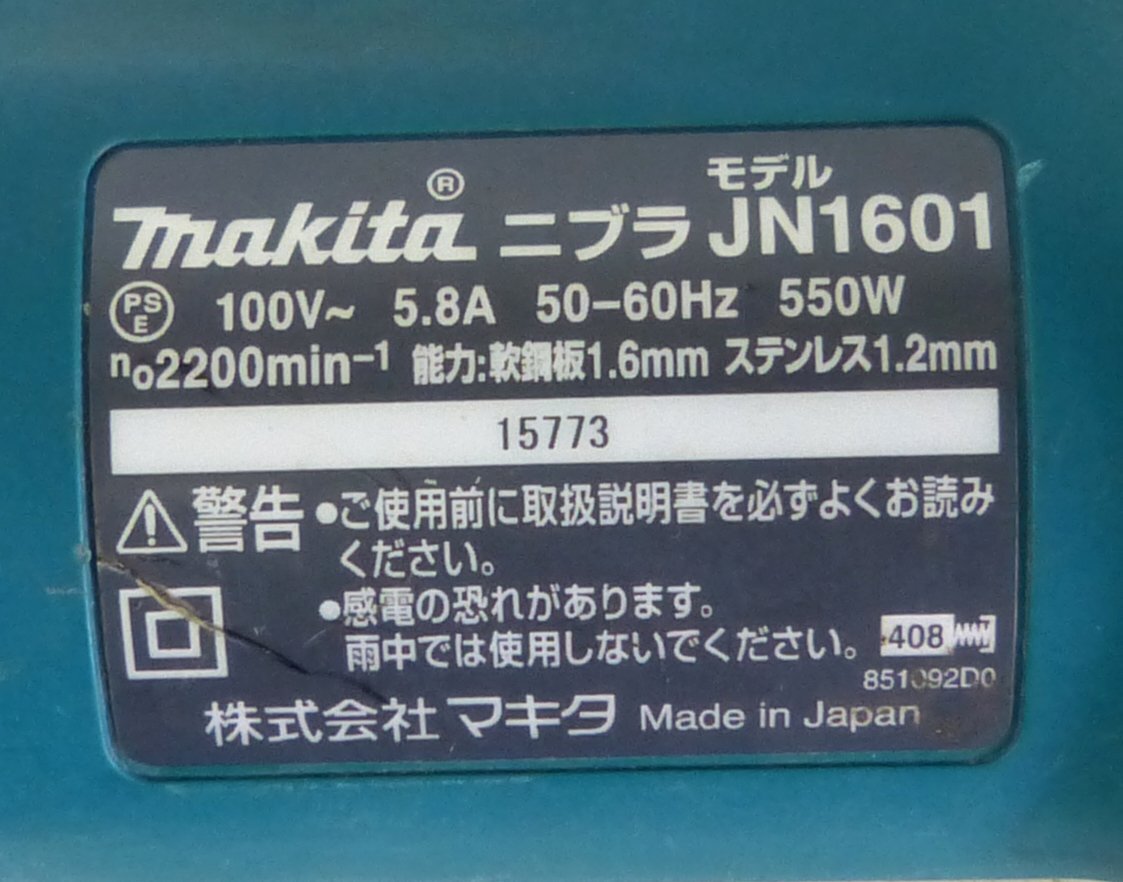 モデル
makita® ニブラ JN1601
PSE 100V~ 5.8A 50-60Hz 550W
no2200min-1 能力:軟鋼板1.6mm ステンレス1.2mm
15773
警告 ●ご使用前に取扱説明書を必ずよくお読み
ください。
●感電の恐れがあります。
雨中では使用しないでください。
408
851092D0
株式会社マキタ Made in Japan